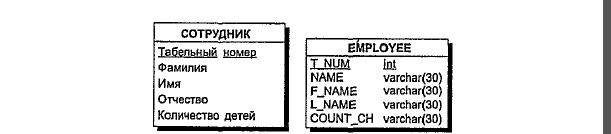 СОТРУДНИК
Табельный номер
Фамилия
Имя
Отчество
Количество детей
EMPLOYEE
T_NUM int
NAME varchar(30)
F_NAME varchar(30)
L_NAME varchar(30)
COUNT_CH varchar(30)